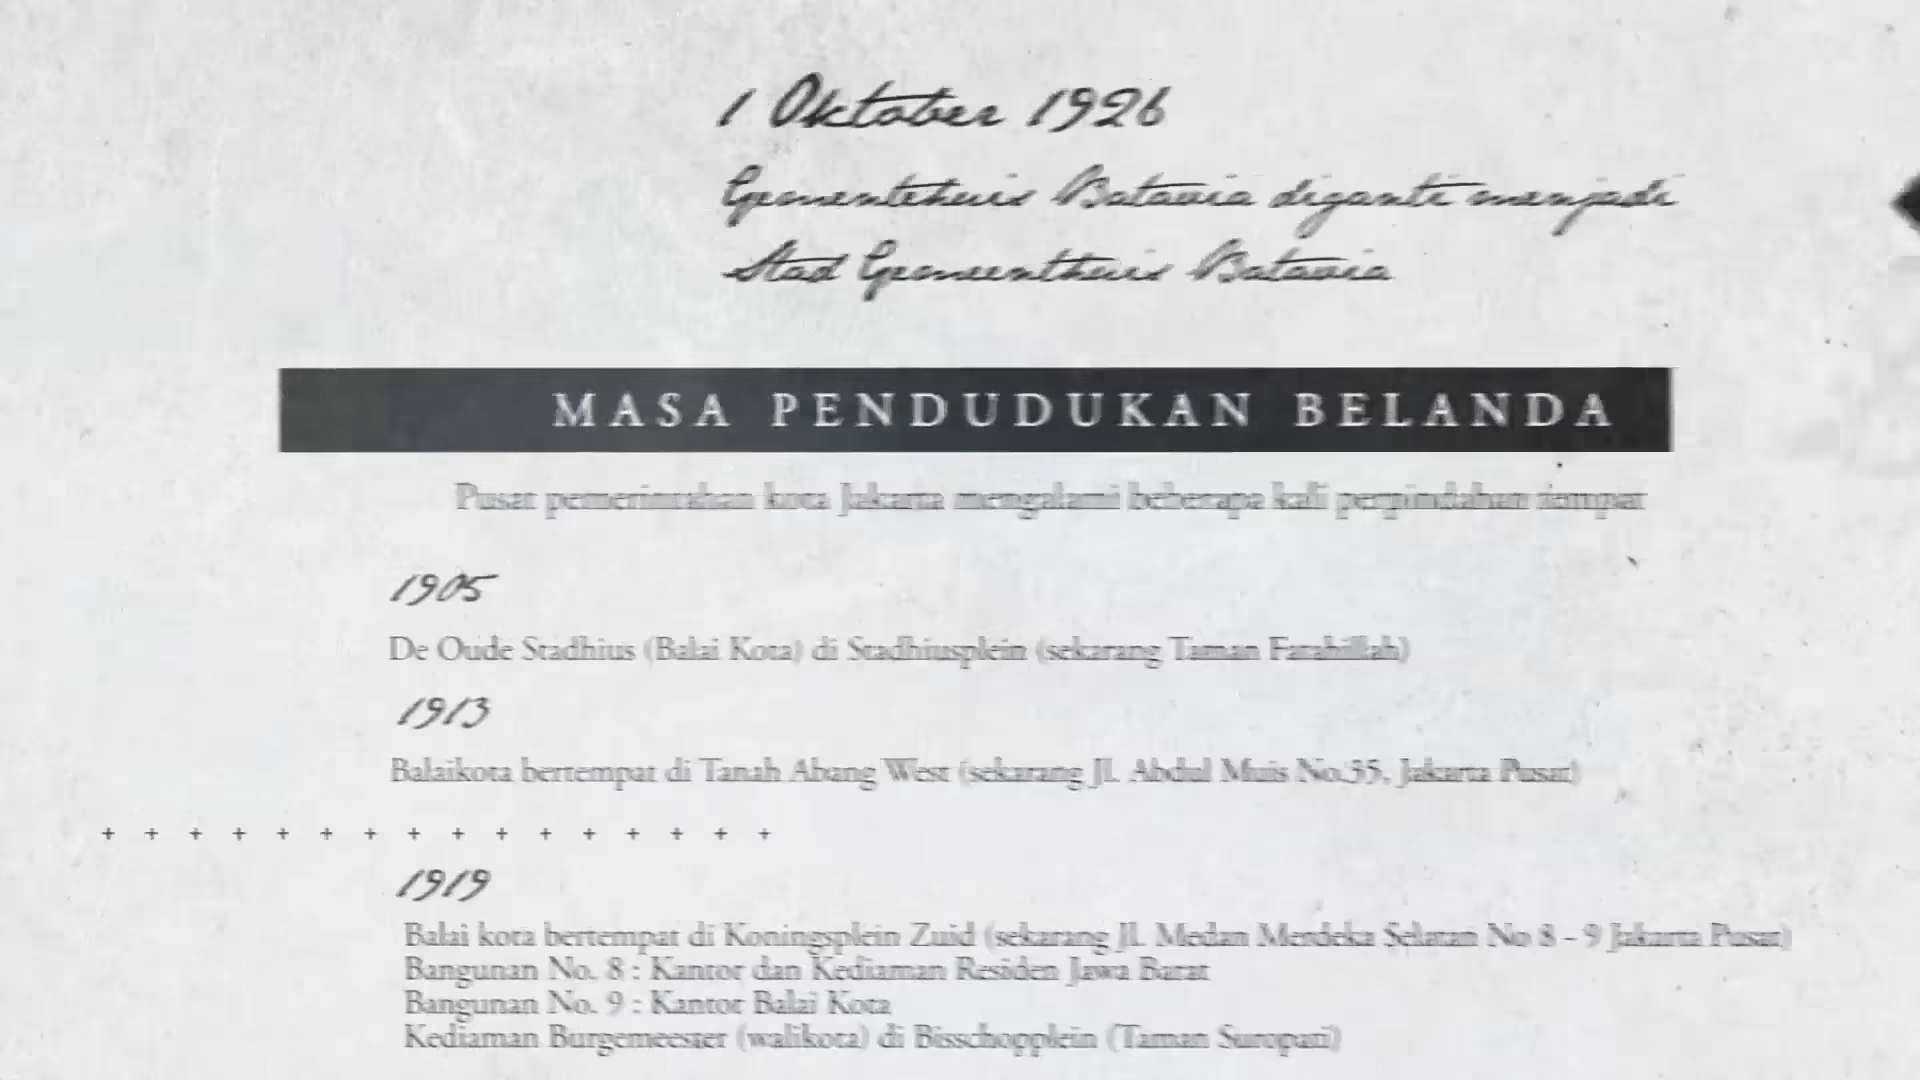 1 Oktober 1926
Gementehuis Batavia diganti menjadi
Stad Gemeenthuis Batavia
MASA PENDUDUKAN BELANDA
Pusat pemerintahan kota Jakarta mengalami beberapa kali perpindahan tempat
1905
De Oude Stadhius (Balai Kota) di Stadhiusplein (sekarang Taman Fatahillah)
1913
Balaikota bertempat di Tanah Abang West (sekarang Jl. Abdul Muis No.35, Jakarta Pusat)
+ + + + + + + + + + + + + + + +
1919
Balai kota bertempat di Koningsplein Zuid (sekarang Jl. Medan Merdeka Selatan No 8 - 9 Jakarta Pusat)
Bangunan No. 8 : Kantor dan Kediaman Residen Jawa Barat
Bangunan No. 9 : Kantor Balai Kota
Kediaman Burgemeester (walikota) di Bisschopplein (Taman Suropati)